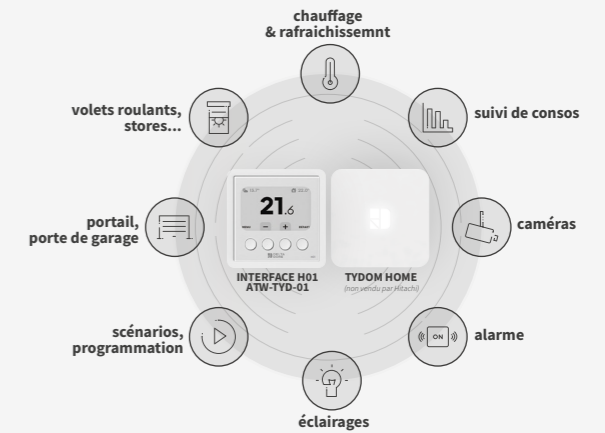 chauffage
& rafraichissemnt
volets roulants,
stores...
suivi de consos
21.6
MENU
portail,
porte de garage
caméras
INTERFACE H01
ATW-TYD-01
TYDOM HOME
(non vendu par Hitachi)
scénarios,
programmation
ON
alarme
éclairages